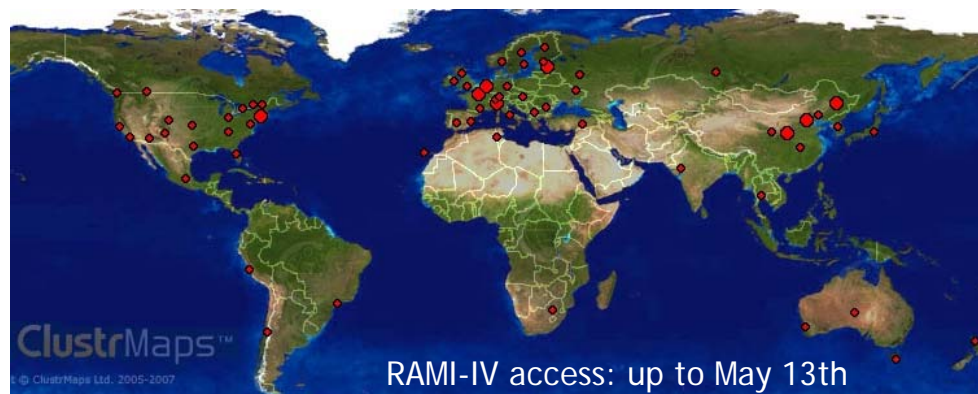 ClustrMaps™
t © ClustrMaps Ltd. 2005-2007
RAMI-IV access: up to May 13th